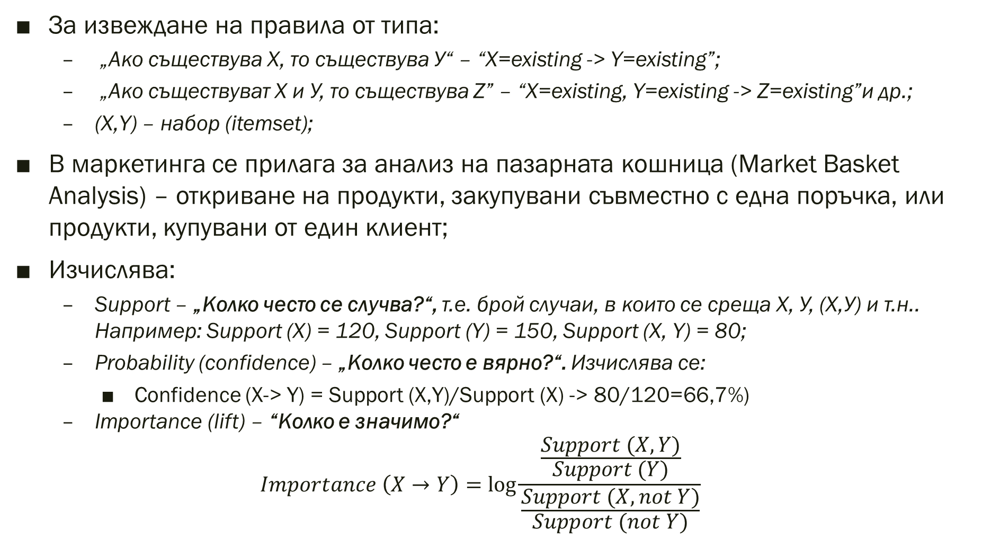 ■ За извеждане на правила от типа:
– „Ако съществува X, то съществува У“ – “X=existing -> Y=existing”;
– „Ако съществуват X и У, то съществува Z” – “X=existing, Y=existing -> Z=existing”и др.;
– (X,Y) – набор (itemset);
■ В маркетинга се прилага за анализ на пазарната кошница (Market Basket
Analysis) – откриване на продукти, закупувани съвместно с една поръчка, или
продукти, купувани от един клиент;
■ Изчислява:
– Support – „Колко често се случва?“, т.е. брой случаи, в които се среща X, У, (X,У) и т.н..
Например: Support (X) = 120, Support (Y) = 150, Support (X, Y) = 80;
– Probability (confidence) – „Колко често е вярно?“. Изчислява се:
■ Confidence (X-> Y) = Support (X,Y)/Support (X) -> 80/120=66,7%)
– Importance (lift) – “Колко е значимо?“
Support (X,Y)
Support (Y)
Importance (X → Y) = log
Support (X, not Y)
Support (not Y)